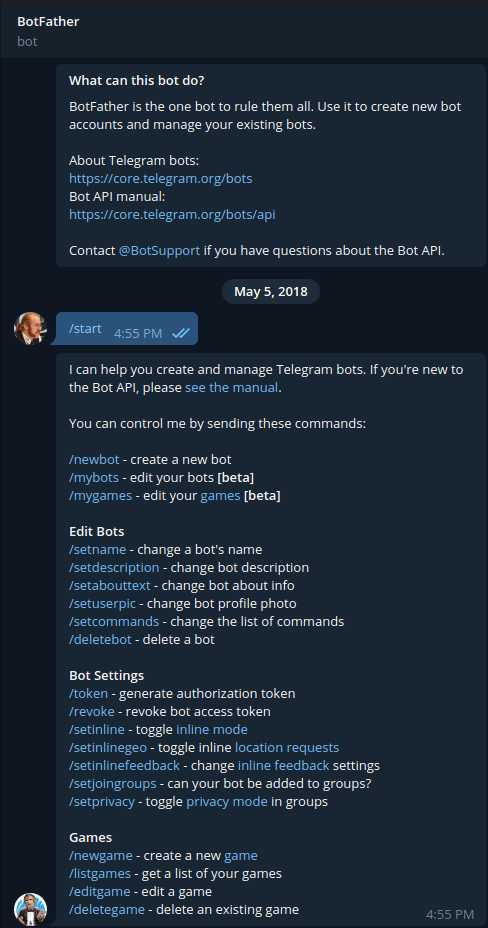 BotFather
bot
What can this bot do?
BotFather is the one bot to rule them all. Use it to create new bot
accounts and manage your existing bots.
About Telegram bots:
https://core.telegram.org/bots
Bot API manual:
https://core.telegram.org/bots/api
Contact @BotSupport if you have questions about the Bot API.
May 5, 2018
/start 4:55 PM
I can help you create and manage Telegram bots. If you're new to
the Bot API, please see the manual.
You can control me by sending these commands:
/newbot - create a new bot
/mybots - edit your bots [beta]
/mygames - edit your games [beta]
Edit Bots
/setname - change a bot's name
/setdescription - change bot description
/setabouttext - change bot about info
/setuserpic - change bot profile photo
/setcommands - change the list of commands
/deletebot - delete a bot
Bot Settings
/token - generate authorization token
/revoke - revoke bot access token
/setinline - toggle inline mode
/setinlinegeo - toggle inline location requests
/setinlinefeedback - change inline feedback settings
/setjoingroups - can your bot be added to groups?
/setprivacy - toggle privacy mode in groups
Games
/newgame - create a new game
/listgames - get a list of your games
/editgame - edit a game
/deletegame - delete an existing game
4:55 PM